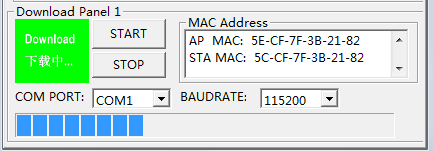 Download Panel 1
Download
下载中...
START
STOP
MAC Address
AP MAC: 5E-CF-7F-3B-21-82
STA MAC: 5C-CF-7F-3B-21-82
COM PORT: COM1 BAUDRATE: 115200